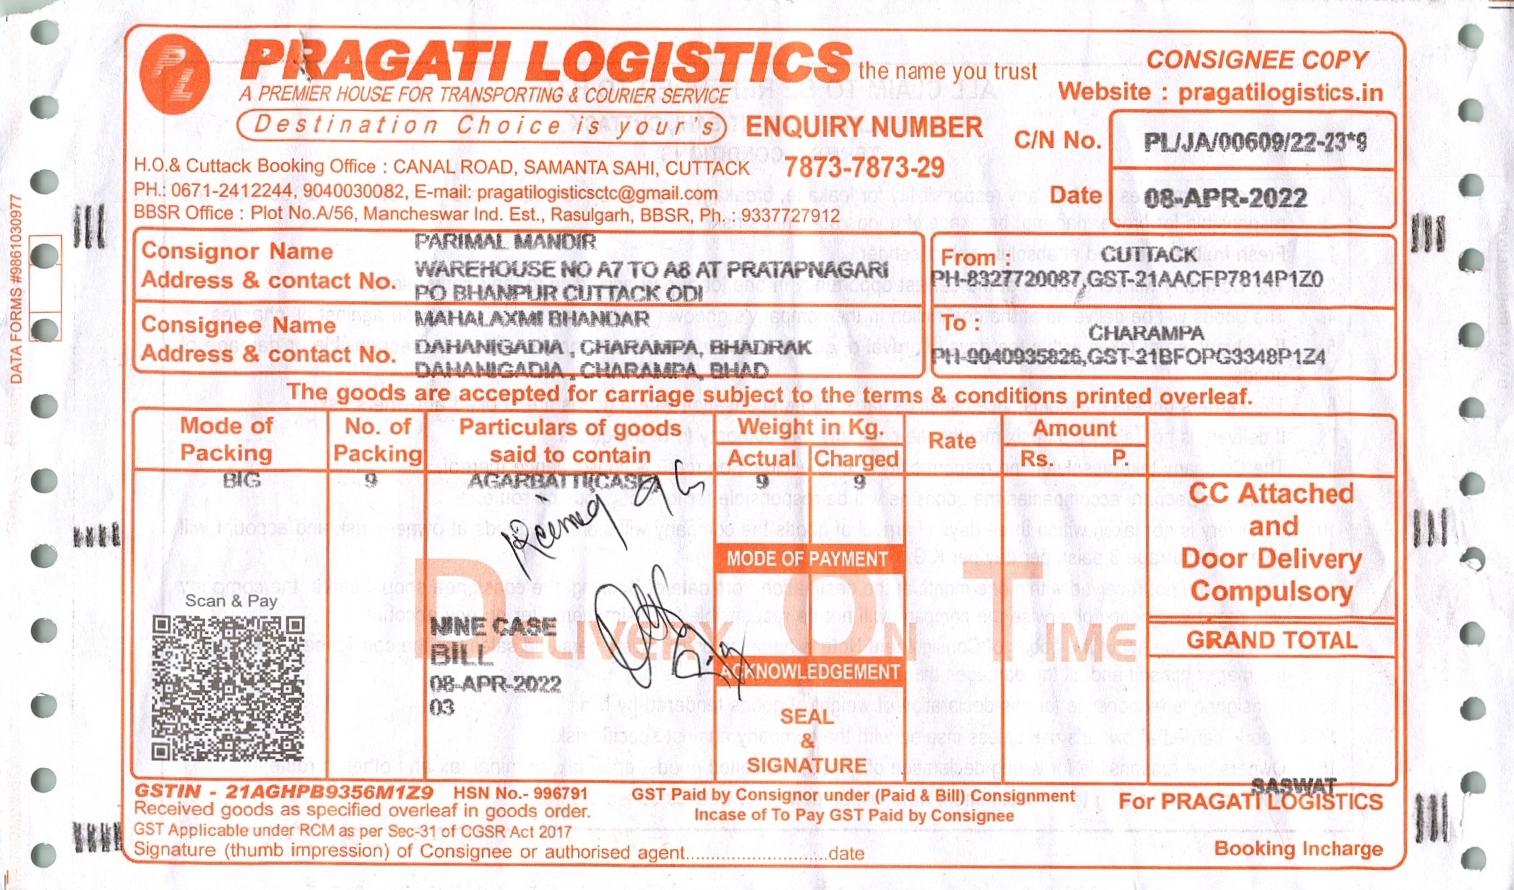 PL
PRAGATI LOGISTICS the name you trust
A PREMIER HOUSE FOR TRANSPORTING & COURIER SERVICE
Destination Choice is your's
ENQUIRY NUMBER
7873-7873-29
CONSIGNEE COPY
Website : pragatilogistics.in
C/N No. PL/JA/00609/22-23*9
Date 08-APR-2022
H.O.& Cuttack Booking Office : CANAL ROAD, SAMANTA SAHI, CUTTACK
PH.: 0671-2412244, 9040030082, E-mail: pragatilogisticsctc@gmail.com
BBSR Office : Plot No.A/56, Mancheswar Ind. Est., Rasulgarh, BBSR, Ph. : 9337727912
DATA FORMS #9861030977
Consignor Name PARIMAL MANDIR
Address & contact No. WAREHOUSE NO A7 TO A8 AT PRATAPNAGARI
PO BHANPUR CUTTACK ODI
From : CUTTACK
PH-8327720087,GST-21AACFP7814P1Z0
Consignee Name MAHALAXMI BHANDAR
Address & contact No. DAHANIGADIA , CHARAMPA, BHADRAK
DAHANIGADIA , CHARAMPA, BHAD
To : CHARAMPA
PH-9040935826,GST-21BFOPG3348P1Z4
The goods are accepted for carriage subject to the terms & conditions printed overleaf.
Mode of Packing
No. of Packing
Particulars of goods said to contain
Weight in Kg.
Actual Charged
Rate
Amount
Rs. P.
BIG 9 AGARBATTI(CASE) 9 9
CC Attached
and
Door Delivery
Compulsory
MODE OF PAYMENT
DELIVERY ON TIME
Scan & Pay
NINE CASE
BILL
08-APR-2022
03
GRAND TOTAL
ACKNOWLEDGEMENT
SEAL
&
SIGNATURE
GSTIN - 21AGHPB9356M1Z9 HSN No.- 996791
Received goods as specified overleaf in goods order.
GST Applicable under RCM as per Sec-31 of CGSR Act 2017
Signature (thumb impression) of Consignee or authorised agent..............................date
GST Paid by Consignor under (Paid & Bill) Consignment
Incase of To Pay GST Paid by Consignee
SASWAT
For PRAGATI LOGISTICS
Booking Incharge